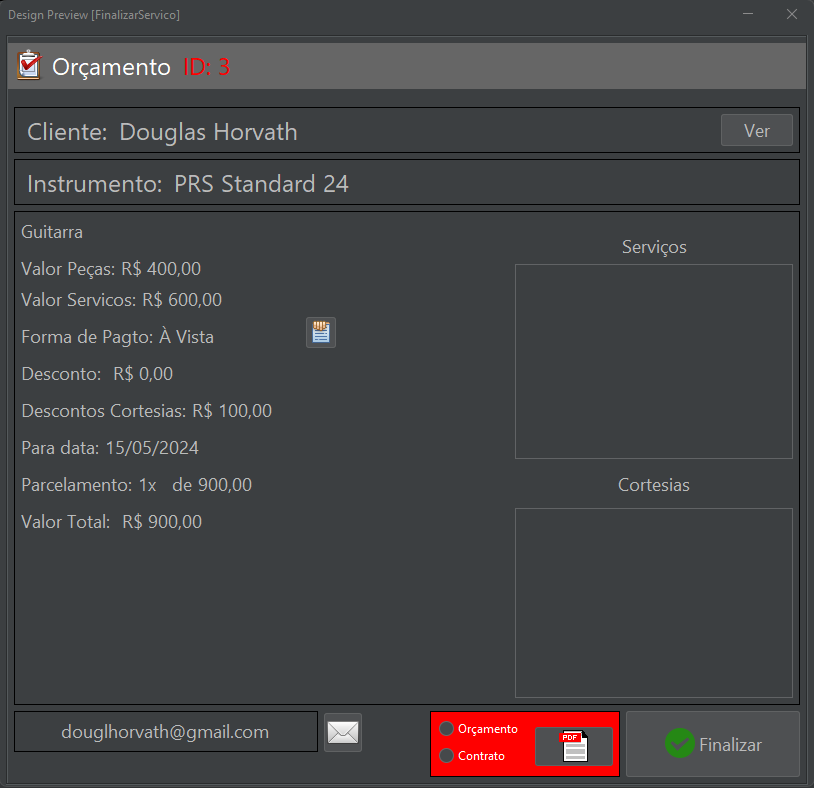 Design Preview [FinalizarServico]
Orçamento ID: 3
Cliente: Douglas Horvath
Ver
Instrumento: PRS Standard 24
Guitarra
Valor Peças: R$ 400,00
Valor Servicos: R$ 600,00
Forma de Pagto: À Vista
Desconto: R$ 0,00
Descontos Cortesias: R$ 100,00
Para data: 15/05/2024
Parcelamento: 1x de 900,00
Valor Total: R$ 900,00
Serviços
Cortesias
douglhorvath@gmail.com
Orçamento
Contrato
PDF
Finalizar